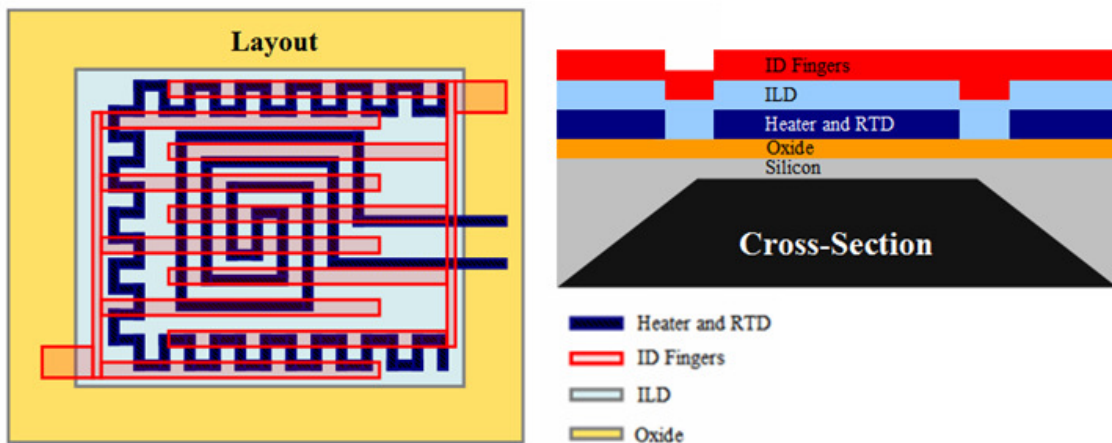 Layout
ID Fingers
ILD
Heater and RTD
Oxide
Silicon
Cross-Section
Heater and RTD
ID Fingers
ILD
Oxide